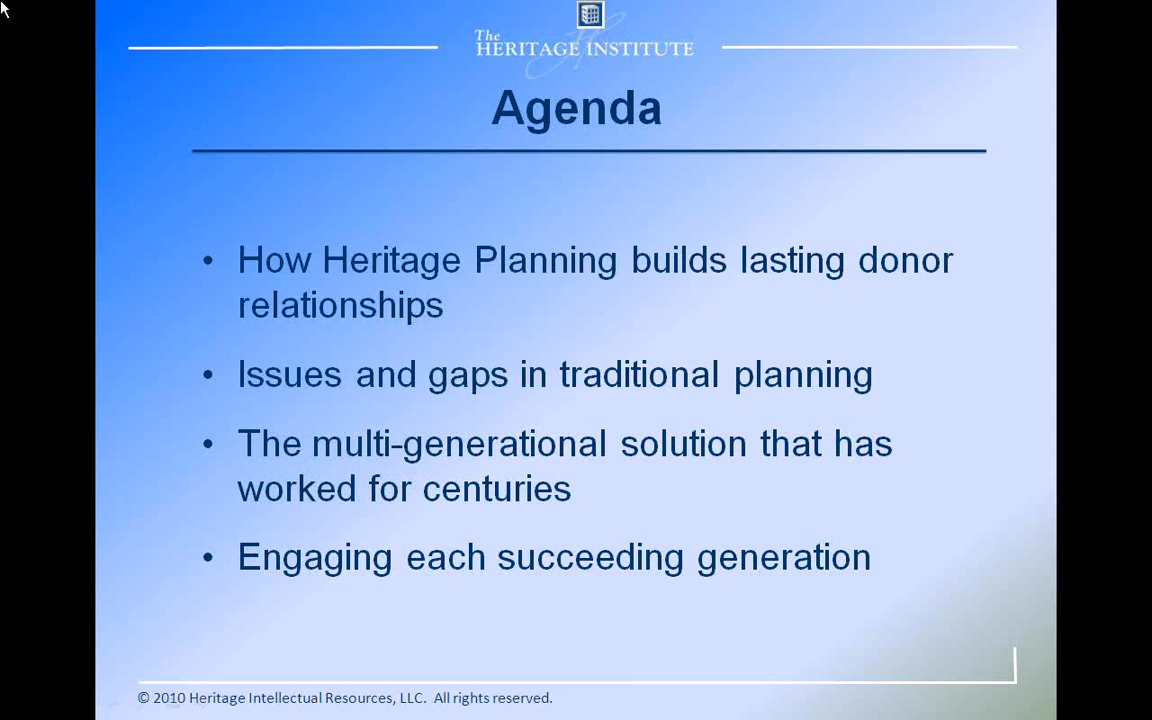 The
HERITAGE INSTITUTE
Agenda
• How Heritage Planning builds lasting donor
relationships
• Issues and gaps in traditional planning
• The multi-generational solution that has
worked for centuries
• Engaging each succeeding generation
© 2010 Heritage Intellectual Resources, LLC. All rights reserved.